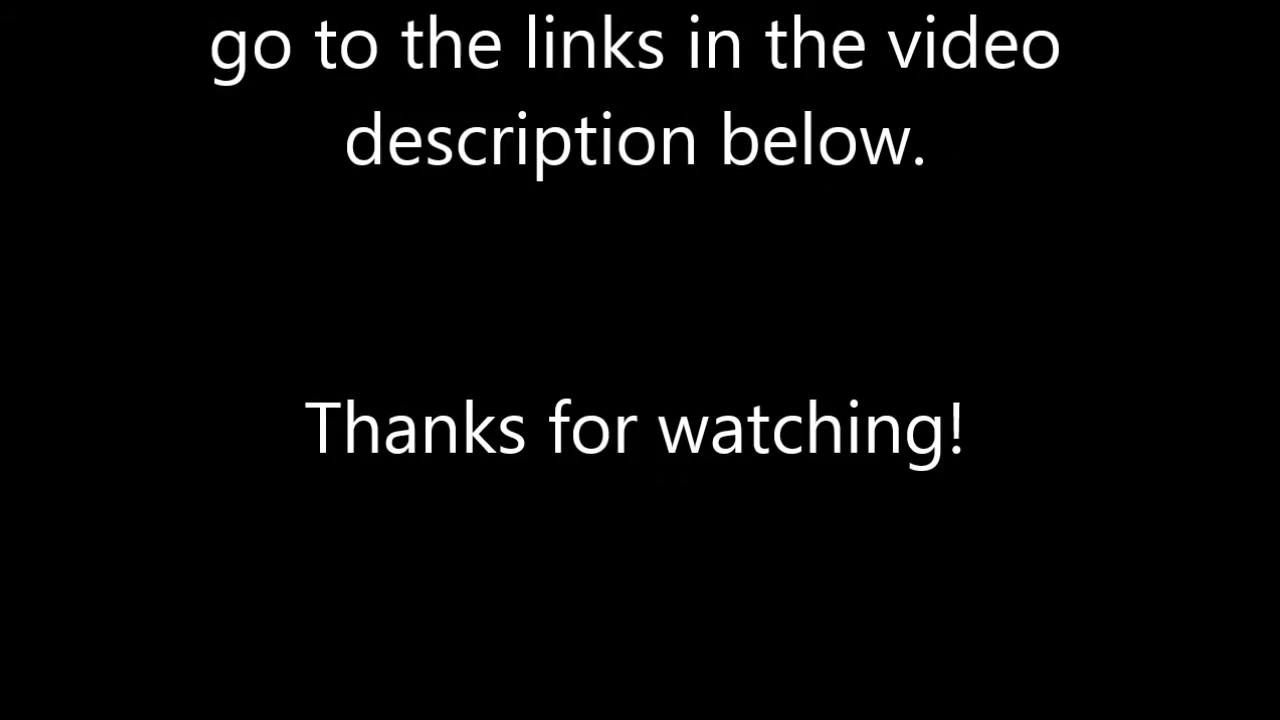 go to the links in the video
description below.
Thanks for watching!